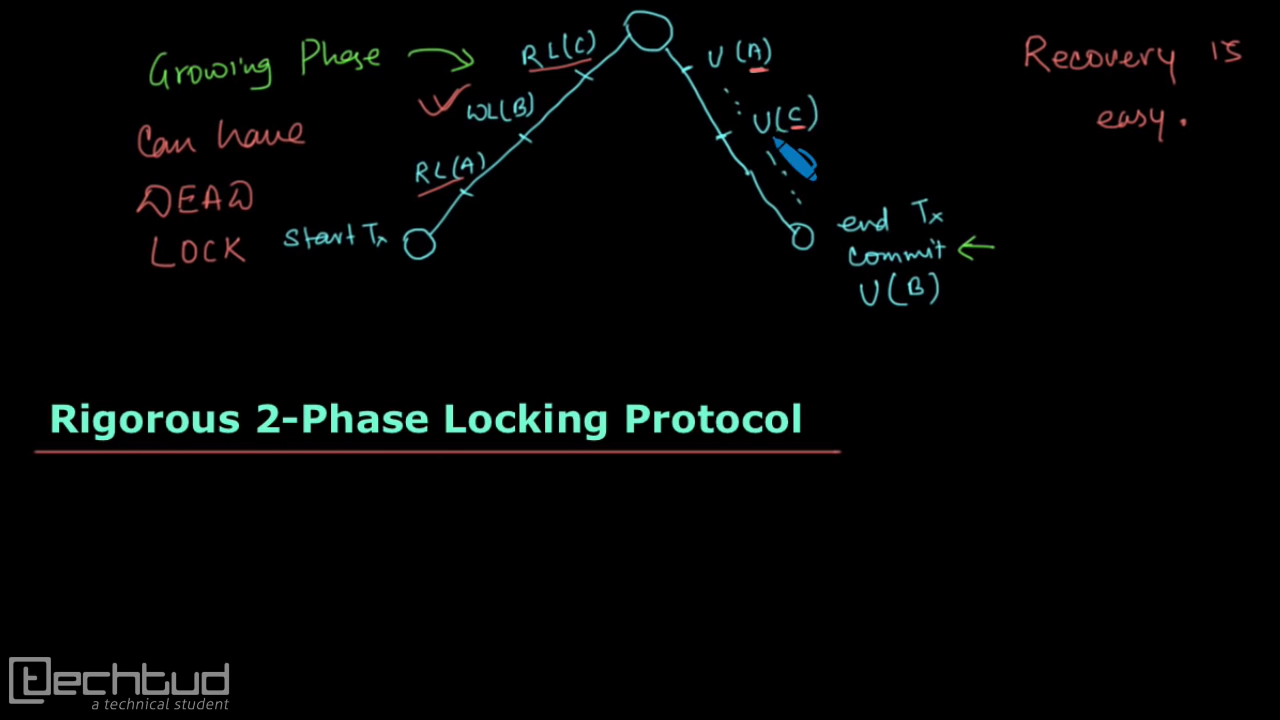 Growing Phase
RL(C)
U(A)
Recovery is
easy.
WL(B)
U(C)
Can have
RL(A)
DEAD
LOCK
Start Tx
end Tx
commit
U(B)
Rigorous 2-Phase Locking Protocol
techtud
a technical student